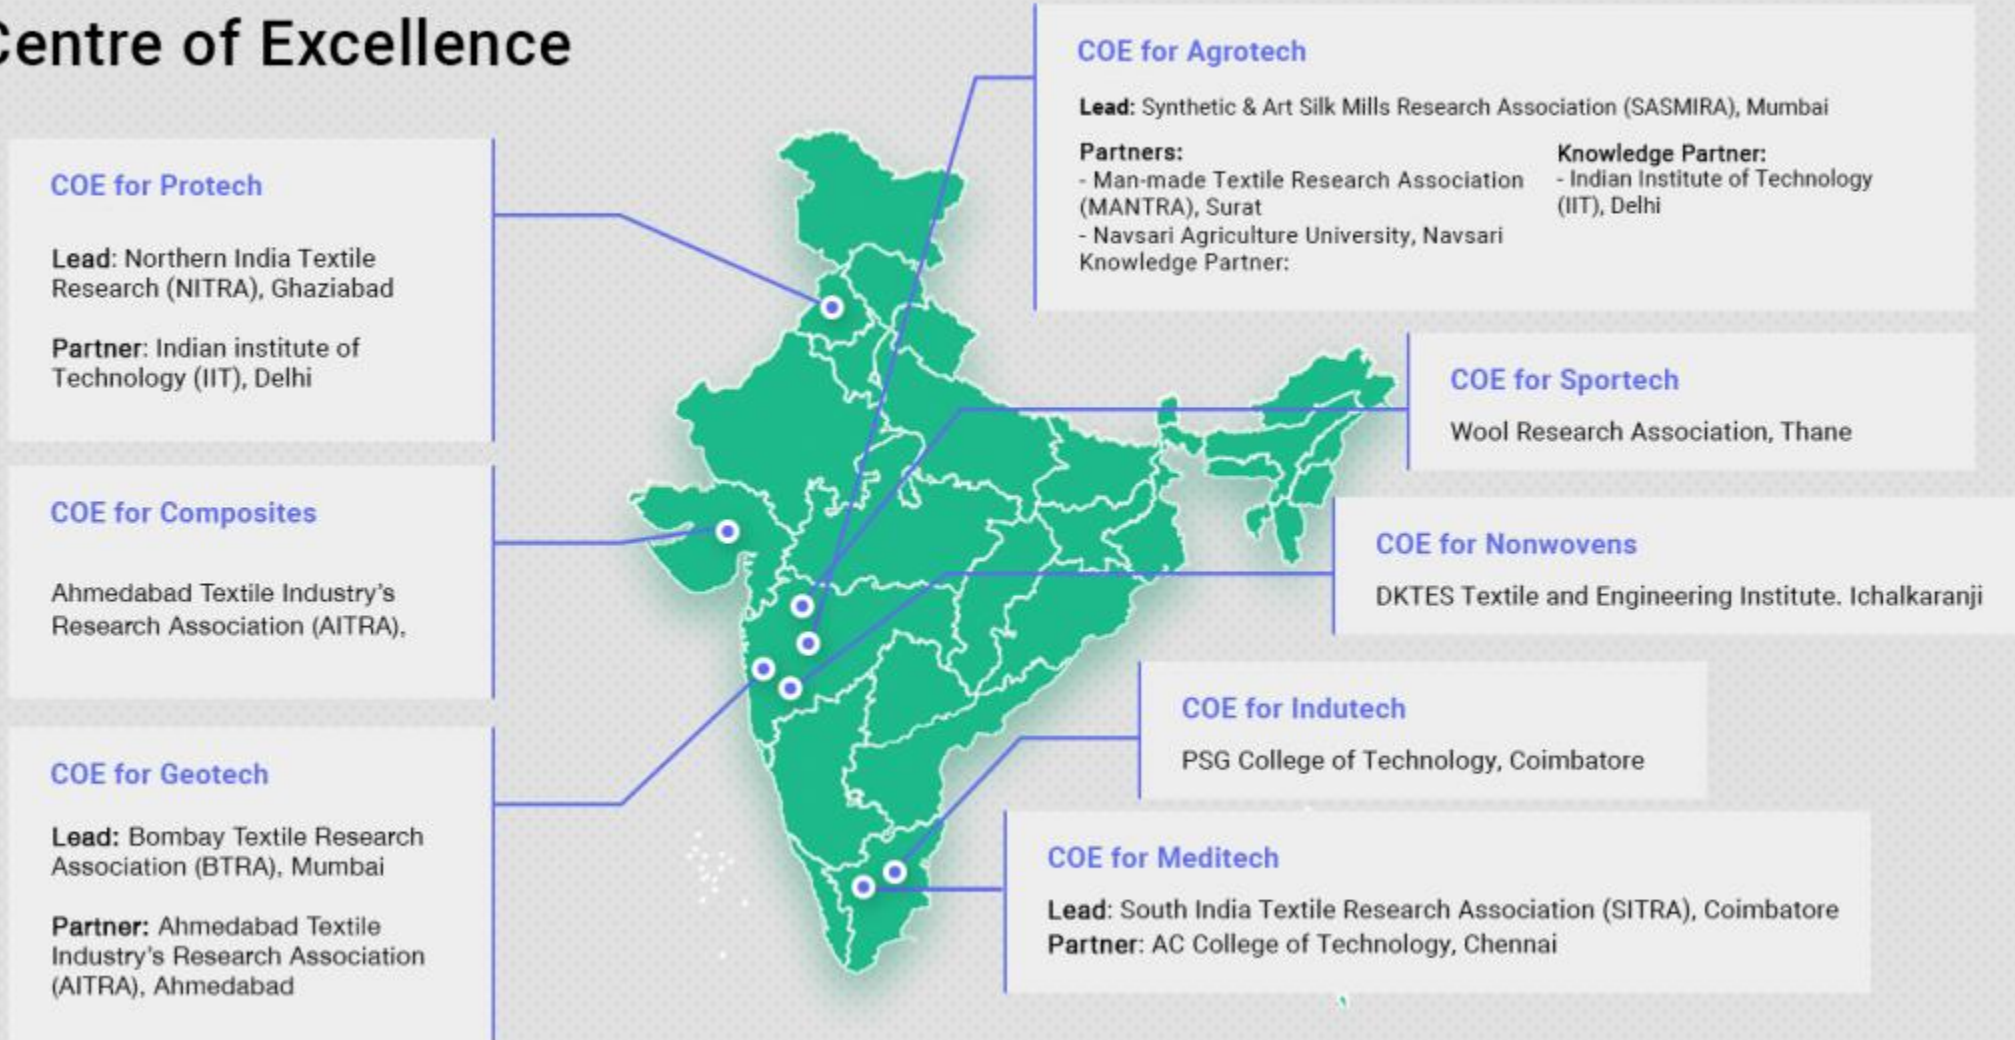 Centre of Excellence
COE for Protech
Lead: Northern India Textile
Research (NITRA), Ghaziabad
Partner: Indian institute of
Technology (IIT), Delhi
COE for Composites
Ahmedabad Textile Industry's
Research Association (AITRA),
COE for Geotech
Lead: Bombay Textile Research
Association (BTRA), Mumbai
Partner: Ahmedabad Textile
Industry's Research Association
(AITRA), Ahmedabad
COE for Agrotech
Lead: Synthetic & Art Silk Mills Research Association (SASMIRA), Mumbai
Partners:
- Man-made Textile Research Association
(MANTRA), Surat
- Navsari Agriculture University, Navsari
Knowledge Partner:
Knowledge Partner:
- Indian Institute of Technology
(IIT), Delhi
COE for Sportech
Wool Research Association, Thane
COE for Nonwovens
DKTES Textile and Engineering Institute. Ichalkaranji
COE for Indutech
PSG College of Technology, Coimbatore
COE for Meditech
Lead: South India Textile Research Association (SITRA), Coimbatore
Partner: AC College of Technology, Chennai